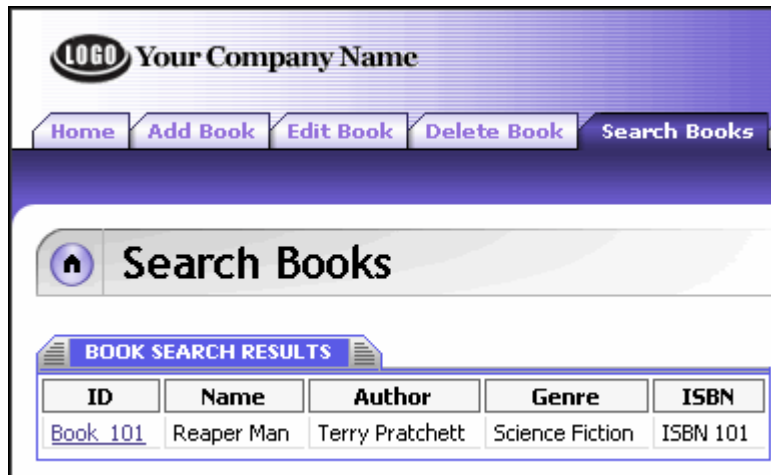 LOGO Your Company Name
Home Add Book Edit Book Delete Book Search Books
Search Books
BOOK SEARCH RESULTS
ID Name Author Genre ISBN
Book 101 Reaper Man Terry Pratchett Science Fiction ISBN 101